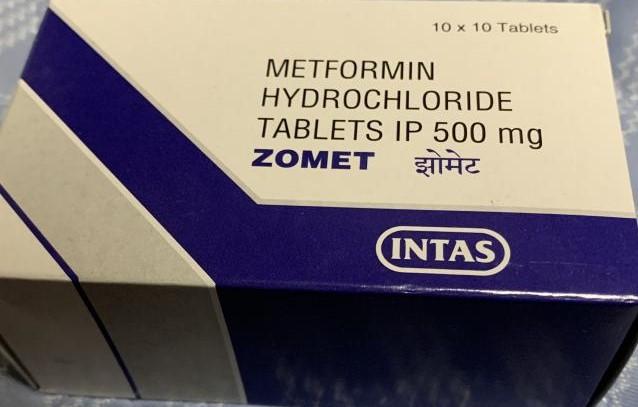 10 x 10 Tablets
METFORMIN
HYDROCHLORIDE
TABLETS IP 500 mg
ZOMET झोमेट
INTAS